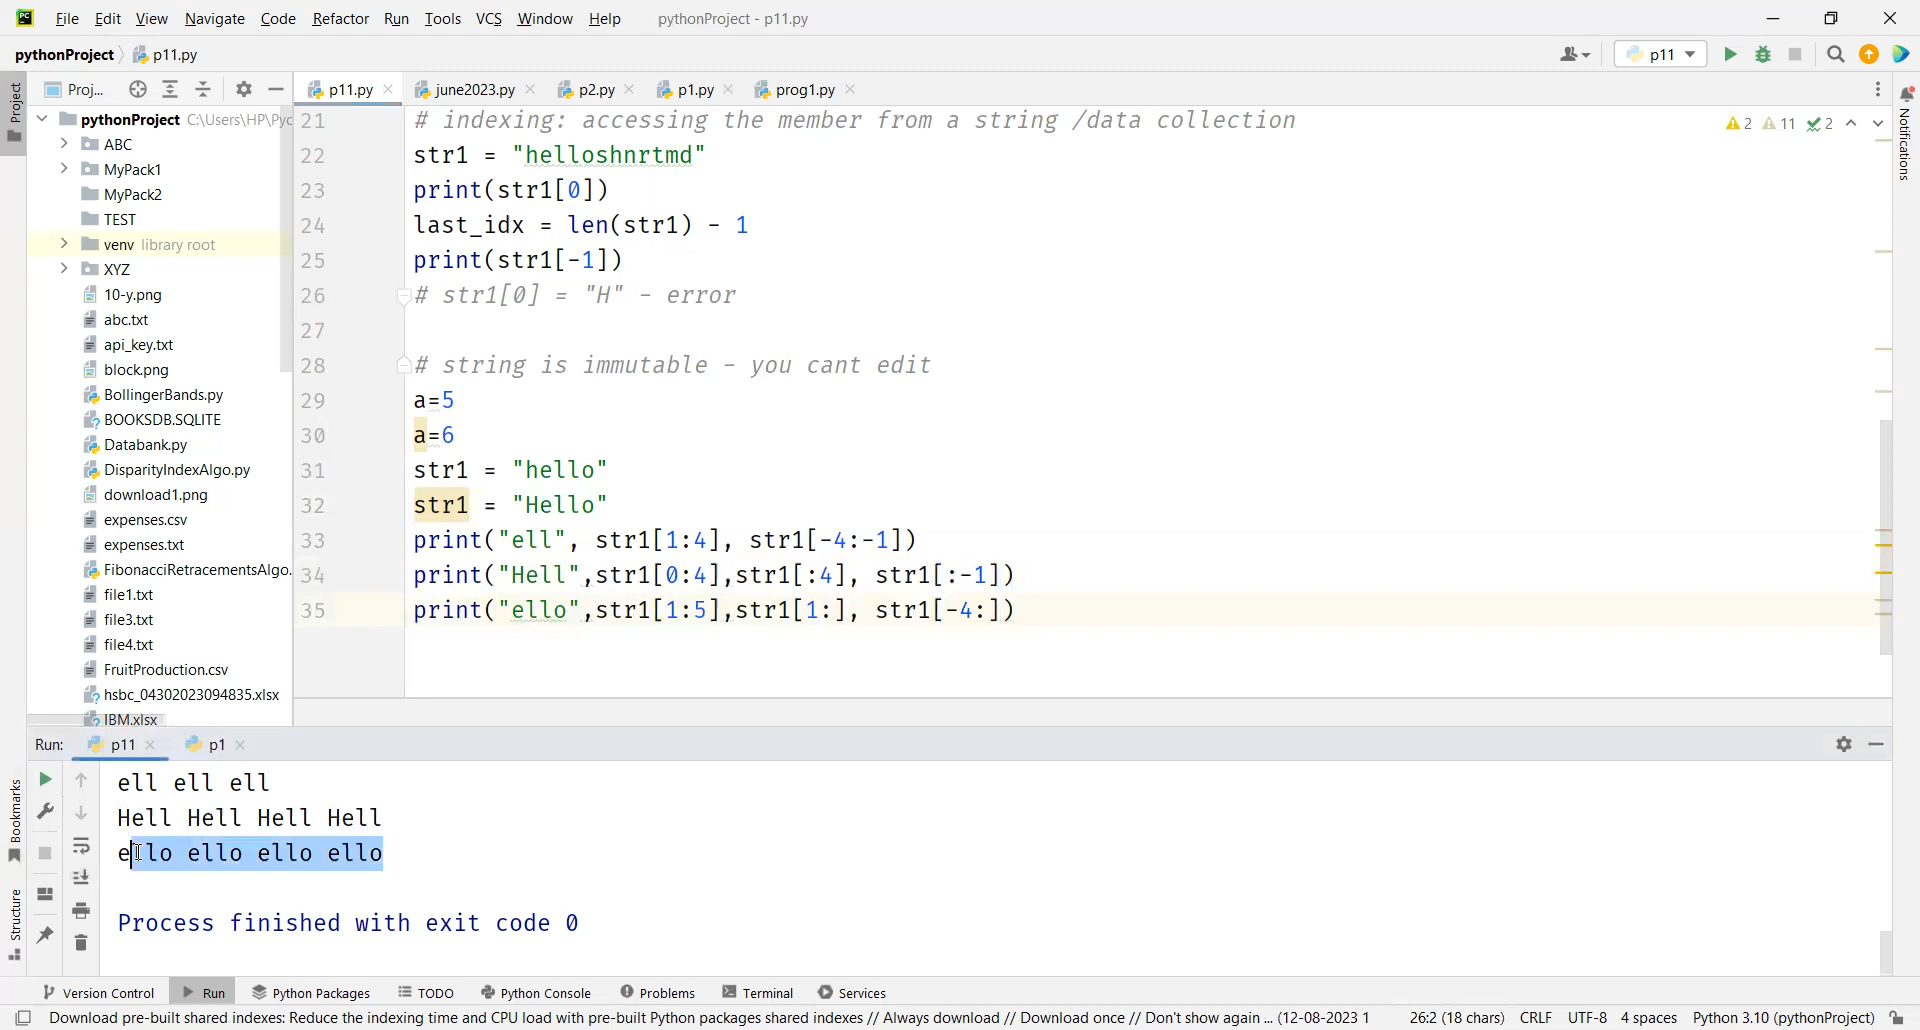 PC File Edit View Navigate Code Refactor Run Tools VCS Window Help pythonProject - p11.py
pythonProject p11.py p11
Project Proj... p11.py june2023.py p2.py p1.py prog1.py
pythonProject C:\Users\HP\Pyc
ABC
MyPack1
MyPack2
TEST
venv library root
XYZ
10-y.png
abc.txt
api_key.txt
block.png
BollingerBands.py
BOOKSDB.SQLITE
Databank.py
DisparityIndexAlgo.py
download1.png
expenses.csv
expenses.txt
FibonacciRetracementsAlgo.
file1.txt
file3.txt
file4.txt
FruitProduction.csv
hsbc_04302023094835.xlsx
IBM.xlsx
21 # indexing: accessing the member from a string /data collection
22 str1 = "helloshnrtmd"
23 print(str1[0])
24 last_idx = len(str1) - 1
25 print(str1[-1])
26 # str1[0] = "H" - error
27
28 # string is immutable - you cant edit
29 a=5
30 a=6
31 str1 = "hello"
32 str1 = "Hello"
33 print("ell", str1[1:4], str1[-4:-1])
34 print("Hell",str1[0:4],str1[:4], str1[:-1])
35 print("ello",str1[1:5],str1[1:], str1[-4:])
2 11 2
Notifications
Run: p11 p1
ell ell ell
Hell Hell Hell Hell
ello ello ello ello
Process finished with exit code 0
Bookmarks
Structure
Version Control Run Python Packages TODO Python Console Problems Terminal Services
Download pre-built shared indexes: Reduce the indexing time and CPU load with pre-built Python packages shared indexes // Always download // Download once // Don't show again ... (12-08-2023 1 26:2 (18 chars) CRLF UTF-8 4 spaces Python 3.10 (pythonProject)